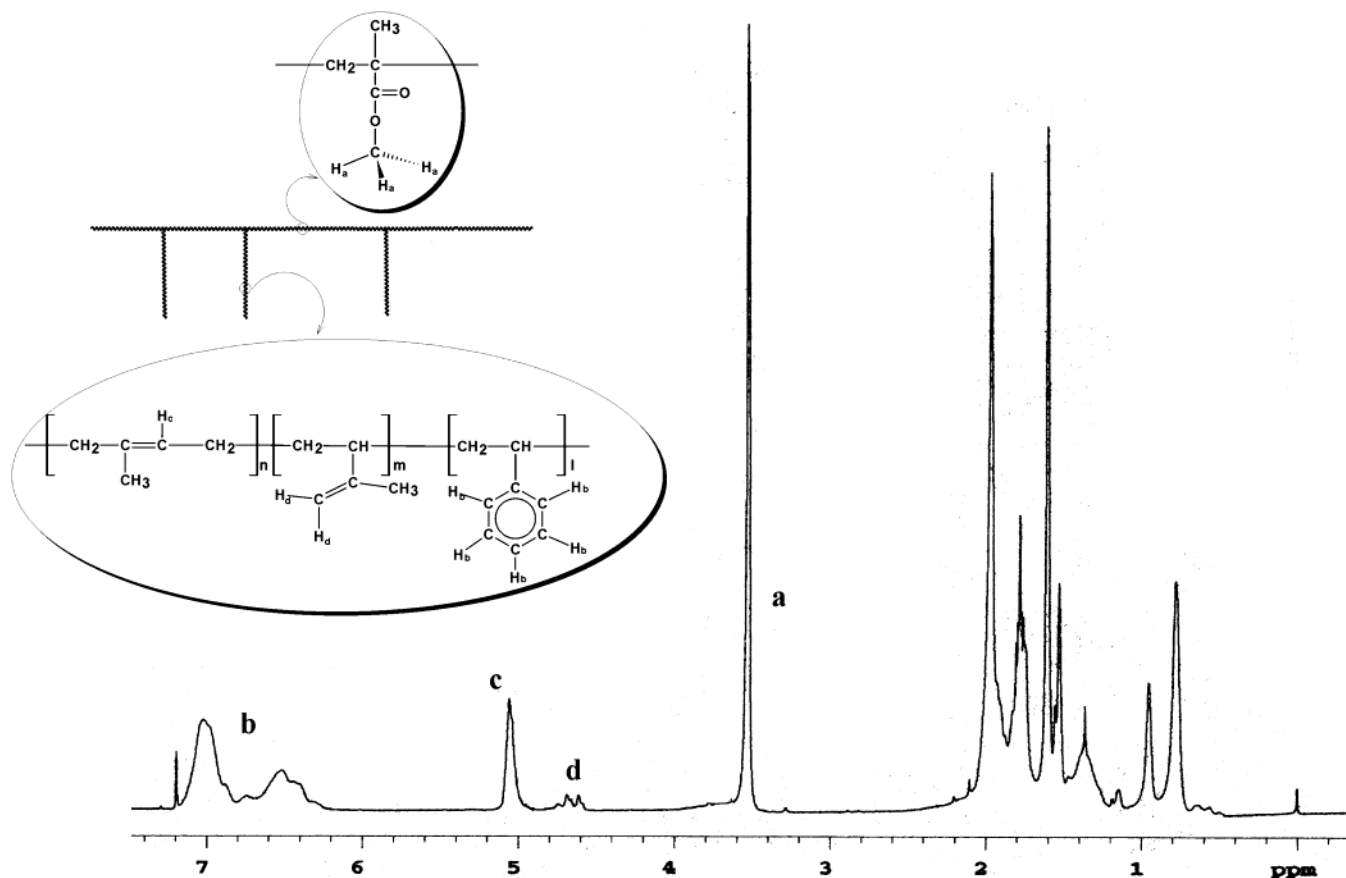 CH3
CH2 C
C=O
O
C
Ha Ha
Ha
Hc
CH2 C=C CH2 n CH2 CH m CH2 CH l
CH3
Hd C C CH3
Hd
Hb C C Hb
C C
C C
Hb C Hb
Hb
a
b
c
d
7 6 5 4 3 2 1 ppm